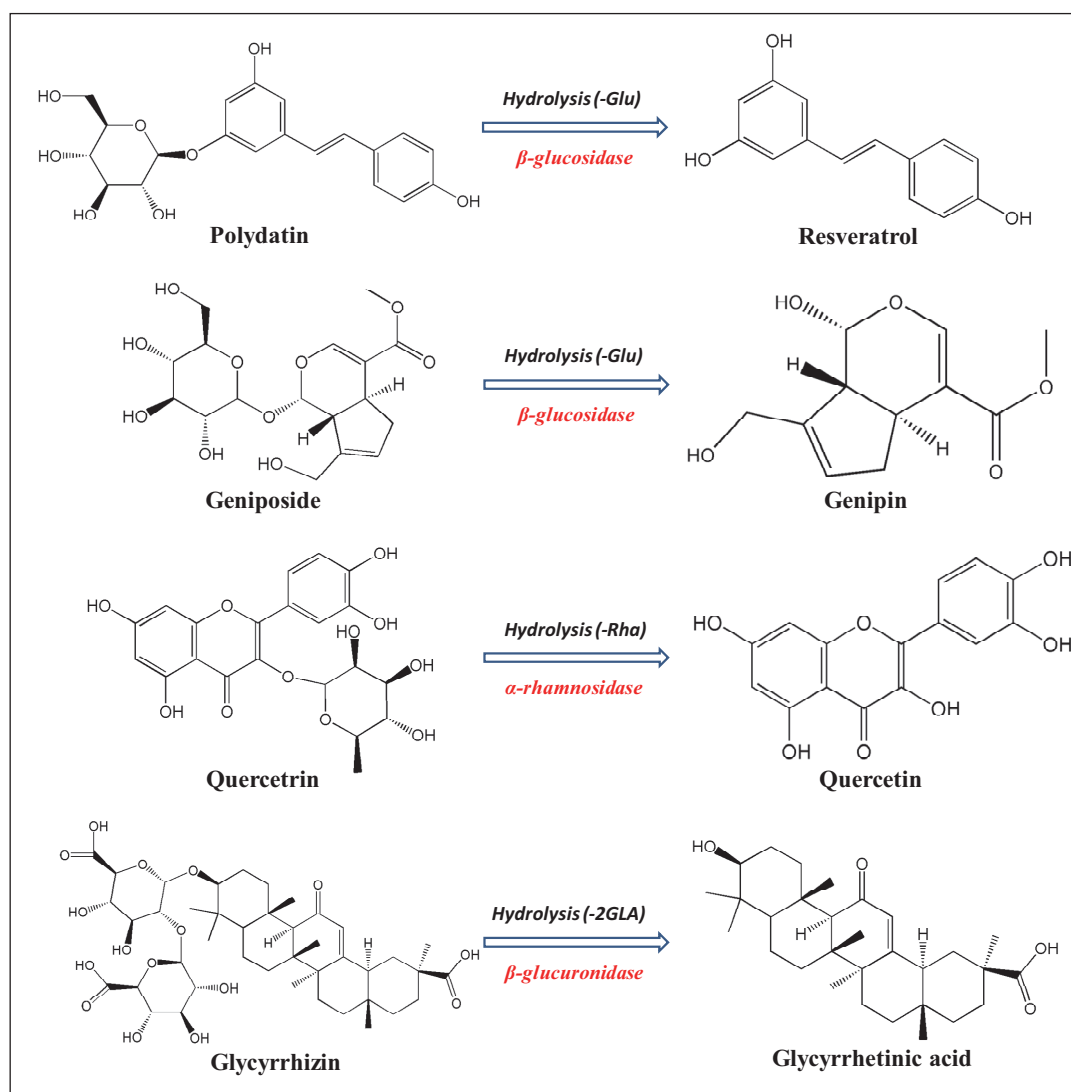 OH
HO
O
HO
O
HO
OH
OH
Polydatin
Hydrolysis (-Glu)
β-glucosidase
OH
HO
OH
Resveratrol
HO
O
O
HO
O
O
H
HO
O
O
OH
H
HO
Geniposide
Hydrolysis (-Glu)
β-glucosidase
HO
O
H
O
HO
H
O
Genipin
OH
OH
HO
O
HO
OH
O
OH
O
O
OH
OH
Quercetrin
Hydrolysis (-Rha)
α-rhamnosidase
OH
OH
HO
O
OH
OH
O
Quercetin
OH
O
O
O
O
HO
HO
O
H
H
O
O
OH
OH
O
HO
OH
HO
OH
Glycyrrhizin
Hydrolysis (-2GLA)
β-glucuronidase
HO
O
H
H
OH
O
Glycyrrhetinic acid